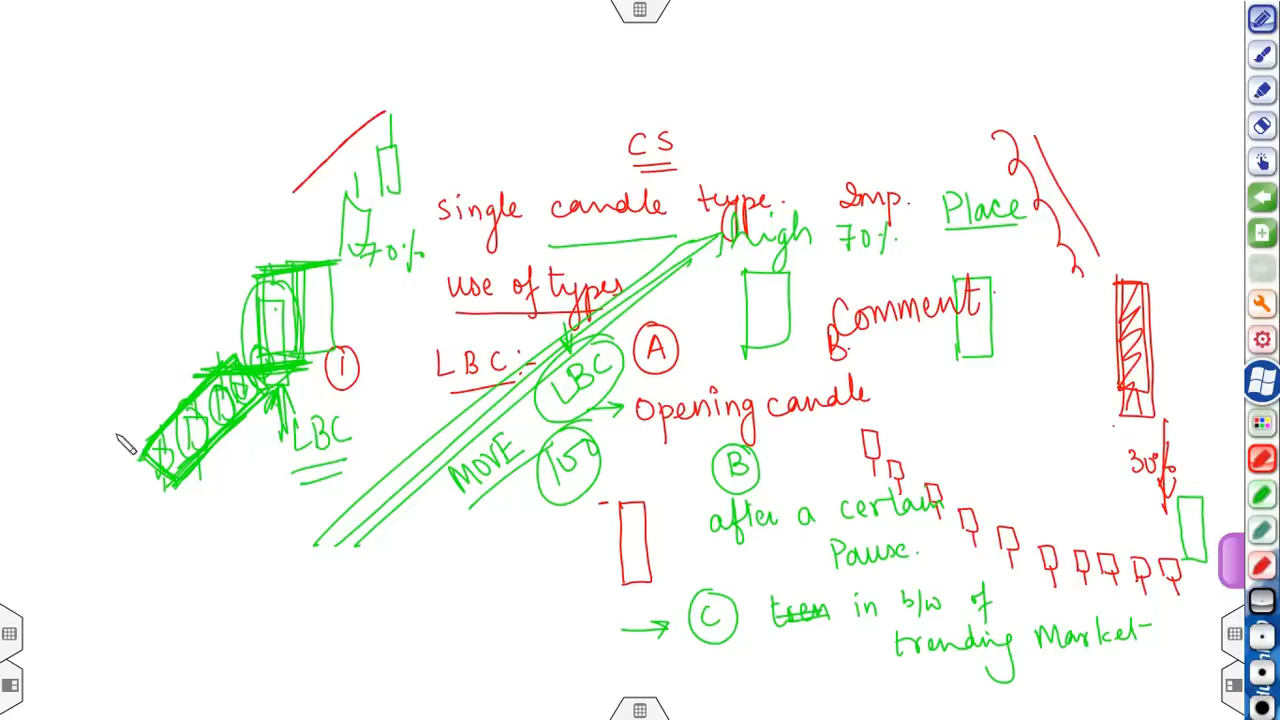 CS
single candle type. Imp. Place
high 70%.
70%
use of types
Comment
B.
LBC:-
LBC
A
1
opening candle
LBC
MOVE
150
B
30%
after a certain
Pause.
C tren in b/w of
trending Market